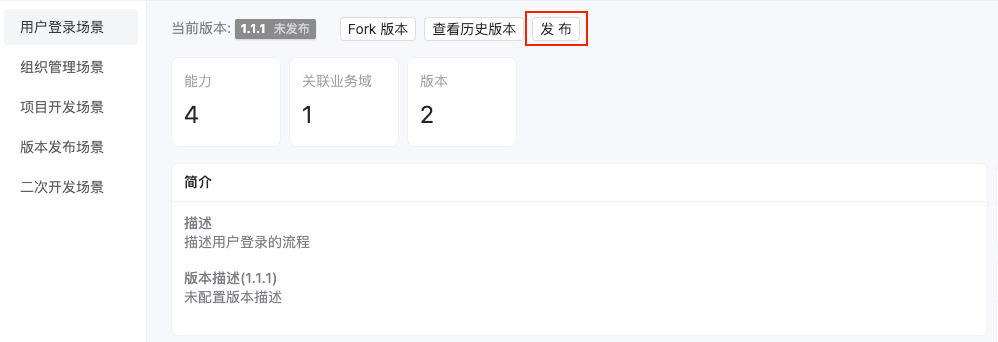 用户登录场景
组织管理场景
项目开发场景
版本发布场景
二次开发场景
当前版本: 1.1.1 未发布 Fork 版本 查看历史版本 发 布
能力 关联业务域 版本
4 1 2
简介
描述
描述用户登录的流程
版本描述(1.1.1)
未配置版本描述